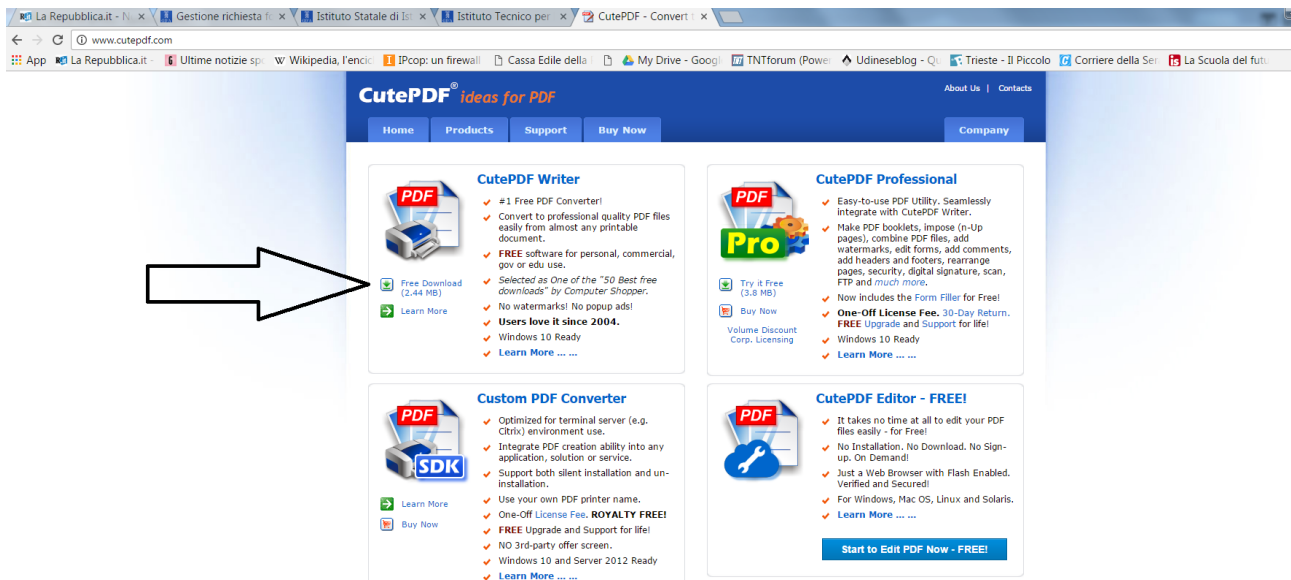 La Repubblica.it - N
Gestione richiesta fo
Istituto Statale di Ist
Istituto Tecnico per
CutePDF - Convert t
www.cutepdf.com
App La Repubblica.it - Ultime notizie spo Wikipedia, l'encic IPcop: un firewall Cassa Edile della My Drive - Googl TNTforum (Power Udineseblog - Qu Trieste - Il Piccolo Corriere della Ser La Scuola del futu
CutePDF® ideas for PDF
About Us | Contacts
Home Products Support Buy Now Company
CutePDF Writer
PDF
#1 Free PDF Converter!
Convert to professional quality PDF files
easily from almost any printable
document.
FREE software for personal, commercial,
gov or edu use.
Selected as One of the "50 Best free
downloads" by Computer Shopper.
No watermarks! No popup ads!
Users love it since 2004.
Windows 10 Ready
Learn More ... ...
Free Download
(2.44 MB)
Learn More
CutePDF Professional
PDF
Pro
Easy-to-use PDF Utility. Seamlessly
integrate with CutePDF Writer.
Make PDF booklets, impose (n-Up
pages), combine PDF files, add
watermarks, edit forms, add comments,
add headers and footers, rearrange
pages, security, digital signature, scan,
FTP and much more.
Now includes the Form Filler for Free!
One-Off License Fee. 30-Day Return.
FREE Upgrade and Support for life!
Windows 10 Ready
Learn More ... ...
Try it Free
(3.8 MB)
Buy Now
Volume Discount
Corp. Licensing
Custom PDF Converter
PDF
SDK
Optimized for terminal server (e.g.
Citrix) environment use.
Integrate PDF creation ability into any
application, solution or service.
Support both silent installation and un-
installation.
Use your own PDF printer name.
One-Off License Fee. ROYALTY FREE!
FREE Upgrade and Support for life!
NO 3rd-party offer screen.
Windows 10 and Server 2012 Ready
Learn More ... ...
Learn More
Buy Now
CutePDF Editor - FREE!
PDF
It takes no time at all to edit your PDF
files easily - for Free!
No Installation. No Download. No Sign-
up. On Demand!
Just a Web Browser with Flash Enabled.
Verified and Secured!
For Windows, Mac OS, Linux and Solaris.
Learn More ... ...
Start to Edit PDF Now - FREE!